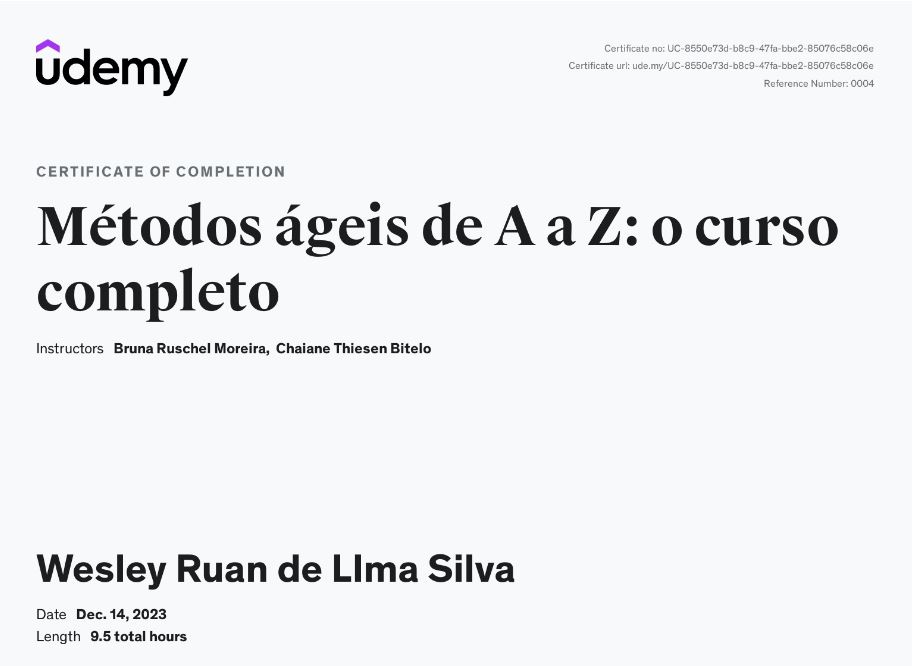 udemy
Certificate no: UC-8550e73d-b8c9-47fa-bbe2-85076c58c06e
Certificate url: ude.my/UC-8550e73d-b8c9-47fa-bbe2-85076c58c06e
Reference Number: 0004
CERTIFICATE OF COMPLETION
Métodos ágeis de A a Z: o curso
completo
Instructors Bruna Ruschel Moreira, Chaiane Thiesen Bitelo
Wesley Ruan de LIma Silva
Date Dec. 14, 2023
Length 9.5 total hours